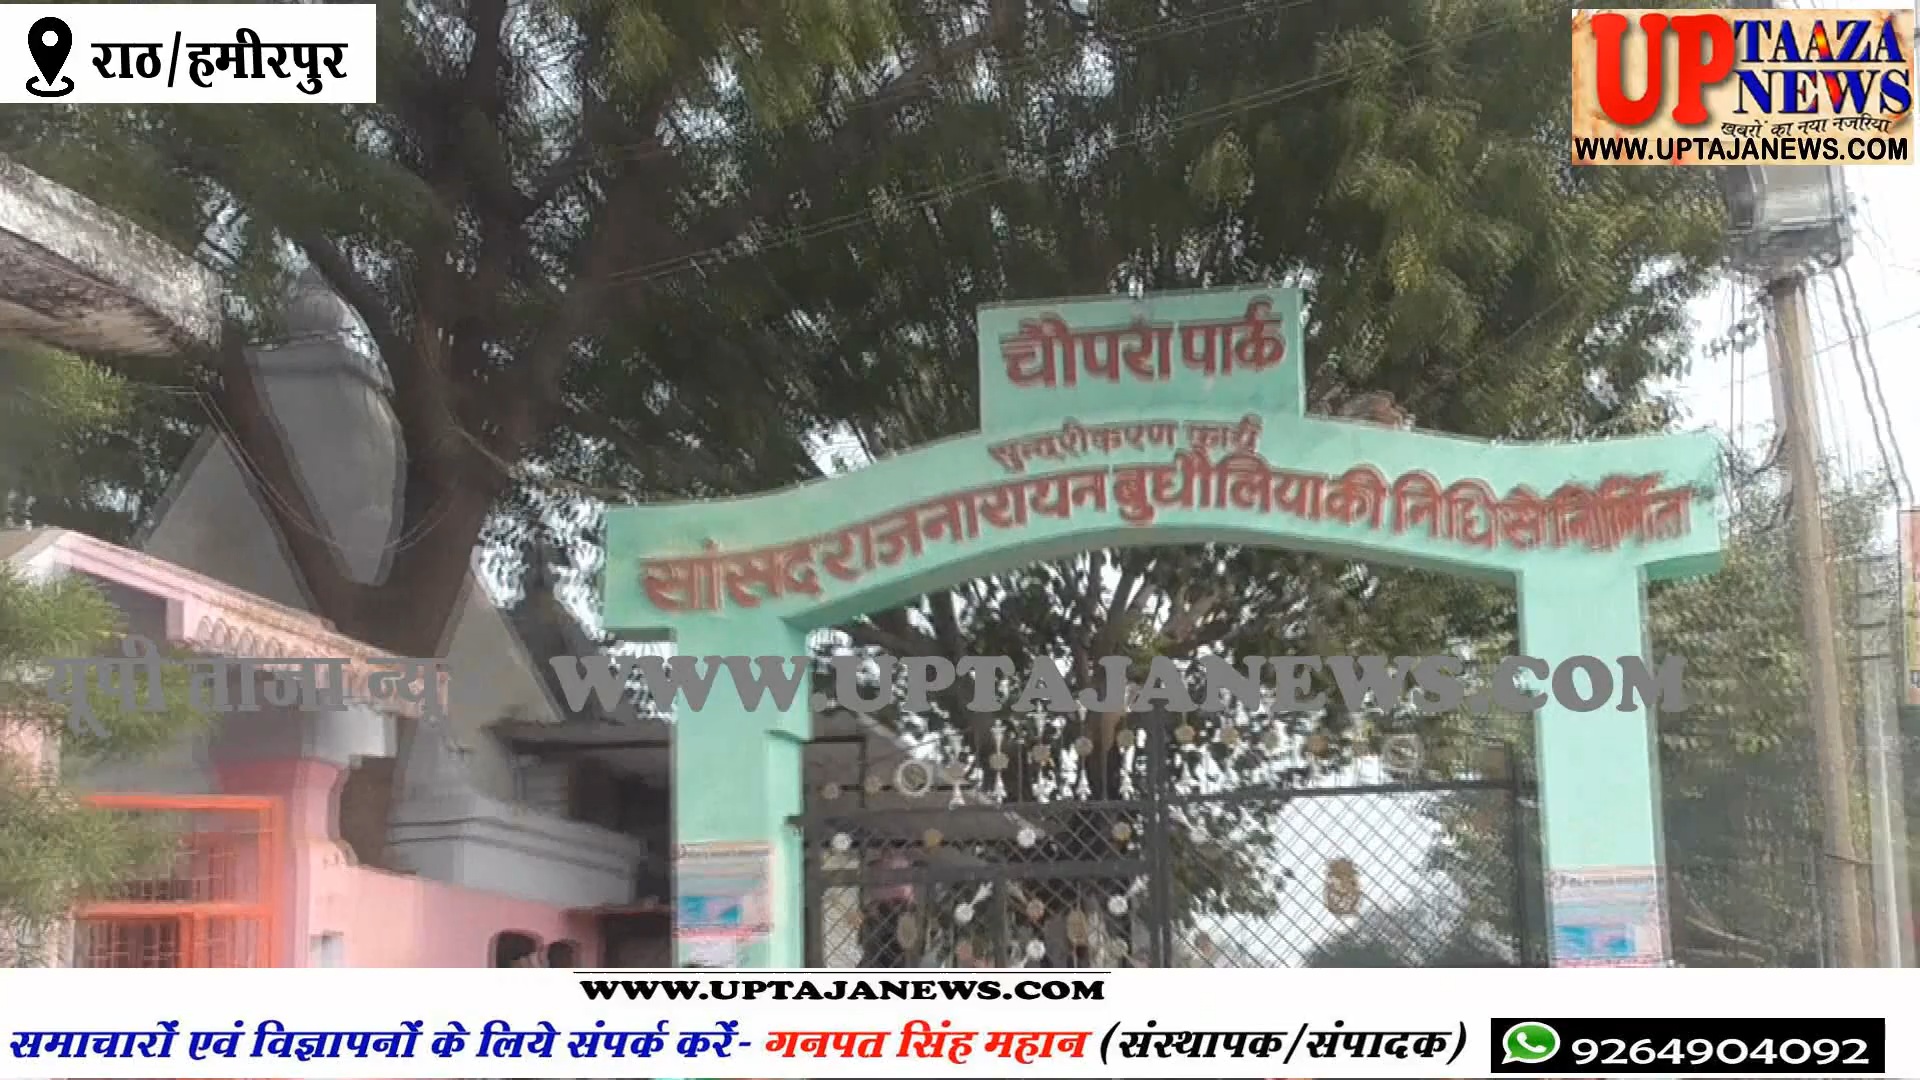 राठ/हमीरपुर
UP TAAZA NEWS
खबरों का नया नजरिया
WWW.UPTAJANEWS.COM
चौपरा पार्क
सुन्दरीकरण कार्य
सांसद राजनारायन बुधौलिया की निधि से निर्मित
यूपी ताजा न्यू WWW.UPTAJANEWS.COM
WWW.UPTAJANEWS.COM
समाचारों एवं विज्ञापनों के लिये संपर्क करें- गनपत सिंह महान (संस्थापक/संपादक) 9264904092